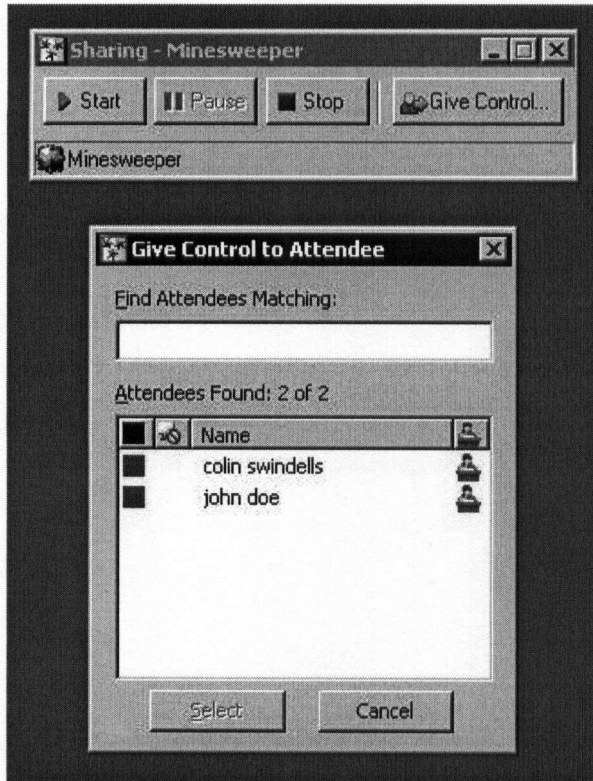 Sharing - Minesweeper
Start Pause Stop Give Control...
Minesweeper
Give Control to Attendee
Find Attendees Matching:
Attendees Found: 2 of 2
Name
colin swindells
john doe
Select Cancel